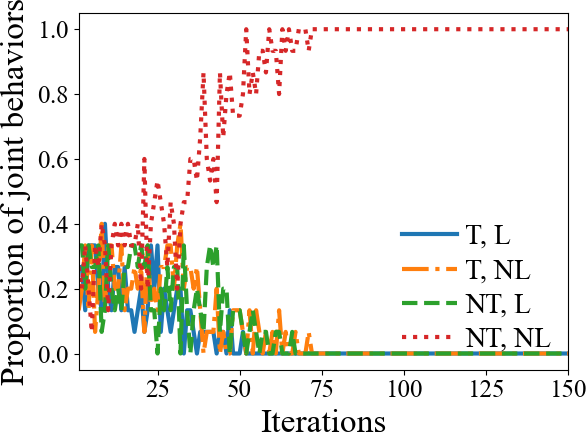 Proportion of joint behaviors
1.0
0.8
0.6
0.4
0.2
0.0
T, L
T, NL
NT, L
NT, NL
25 50 75 100 125 150
Iterations